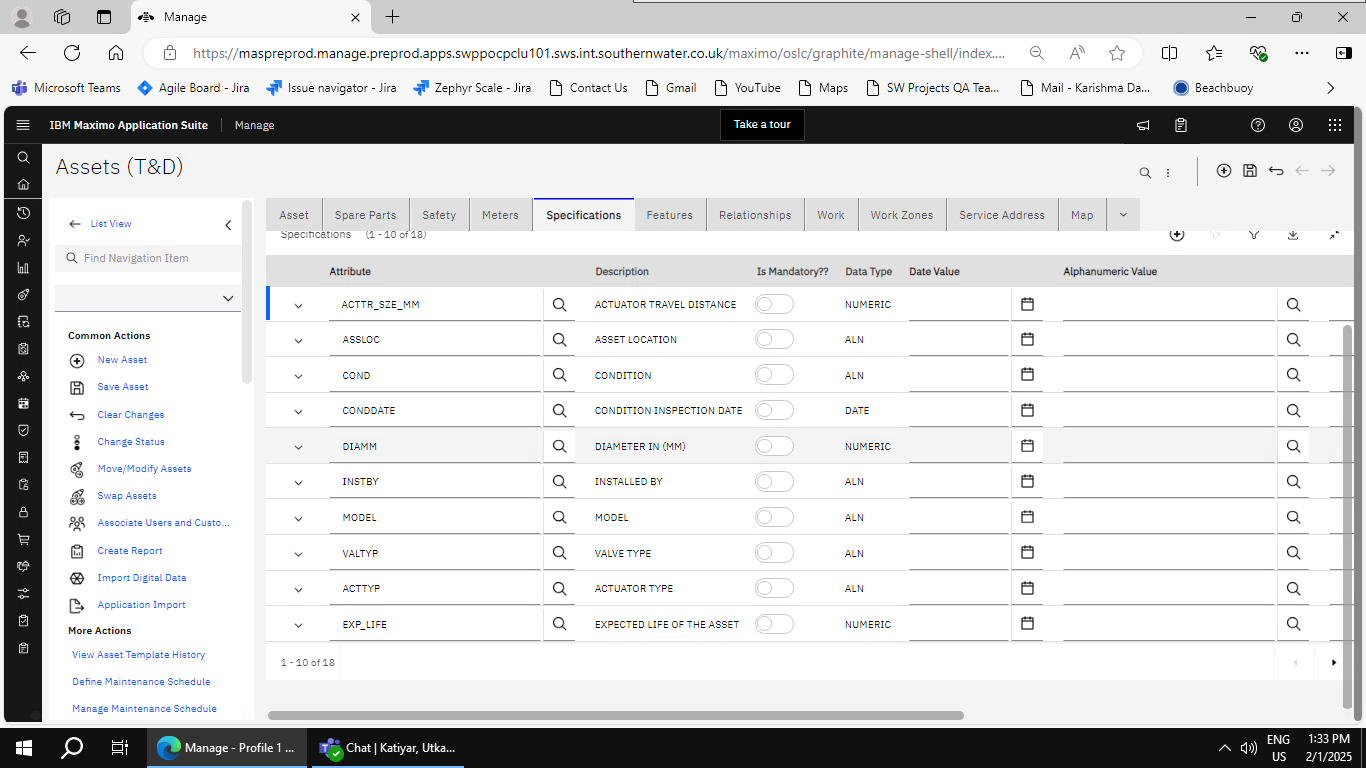 Manage
https://maspreprod.manage.preprod.apps.swppocpclu101.sws.int.southernwater.co.uk/maximo/oslc/graphite/manage-shell/index....
Microsoft Teams Agile Board - Jira Issue navigator - Jira Zephyr Scale - Jira Contact Us Gmail YouTube Maps SW Projects QA Tea... Mail - Karishma Da... Beachbuoy
IBM Maximo Application Suite Manage Take a tour
Assets (T&D)
List View
Find Navigation Item
Common Actions
New Asset
Save Asset
Clear Changes
Change Status
Move/Modify Assets
Swap Assets
Associate Users and Custo...
Create Report
Import Digital Data
Application Import
More Actions
View Asset Template History
Define Maintenance Schedule
Manage Maintenance Schedule
Asset Spare Parts Safety Meters Specifications Features Relationships Work Work Zones Service Address Map
Specifications (1 - 10 of 18)
Attribute Description Is Mandatory?? Data Type Date Value Alphanumeric Value
ACTTR_SZE_MM ACTUATOR TRAVEL DISTANCE NUMERIC
ASSLOC ASSET LOCATION ALN
COND CONDITION ALN
CONDDATE CONDITION INSPECTION DATE DATE
DIAMM DIAMETER IN (MM) NUMERIC
INSTBY INSTALLED BY ALN
MODEL MODEL ALN
VALTYP VALVE TYPE ALN
ACTTYP ACTUATOR TYPE ALN
EXP_LIFE EXPECTED LIFE OF THE ASSET NUMERIC
1 - 10 of 18
Manage - Profile 1 ... Chat | Katiyar, Utka...
ENG
US
1:33 PM
2/1/2025